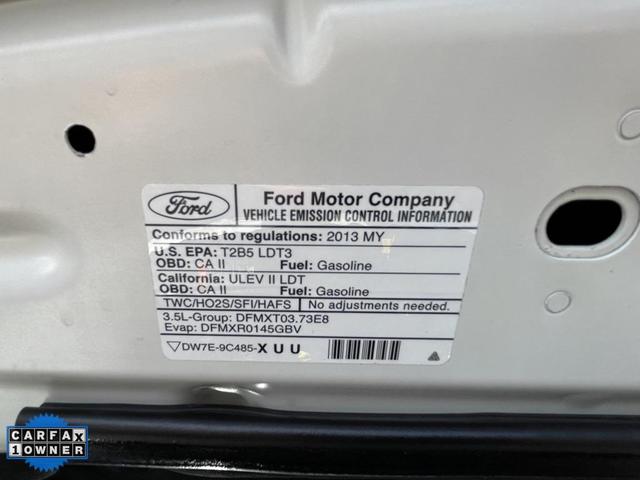 Ford
Ford Motor Company
VEHICLE EMISSION CONTROL INFORMATION
Conforms to regulations: 2013 MY
U.S. EPA: T2B5 LDT3
OBD: CA II Fuel: Gasoline
California: ULEV II LDT
OBD: CA II Fuel: Gasoline
TWC/HO2S/SFI/HAFS No adjustments needed.
3.5L-Group: DFMXT03.73E8
Evap: DFMXR0145GBV
DW7E-9C485-X U U
CARFAX
1 OWNER